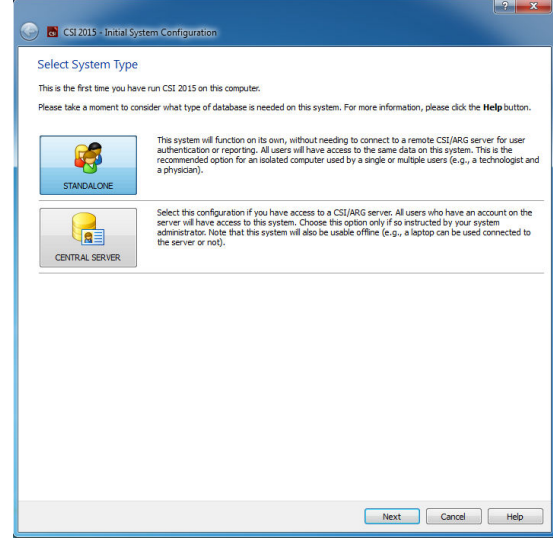 CSI 2015 - Initial System Configuration
Select System Type
This is the first time you have run CSI 2015 on this computer.
Please take a moment to consider what type of database is needed on this system. For more information, please click the Help button.
This system will function on its own, without needing to connect to a remote CSI/ARG server for user
authentication or reporting. All users will have access to the same data on this system. This is the
recommended option for an isolated computer used by a single or multiple users (e.g., a technologist and
a physician).
STANDALONE
Select this configuration if you have access to a CSI/ARG server. All users who have an account on the
server will have access to this system. Choose this option only if so instructed by your system
administrator. Note that this system will also be usable offline (e.g., a laptop can be used connected to
the server or not).
CENTRAL SERVER
Next
Cancel
Help